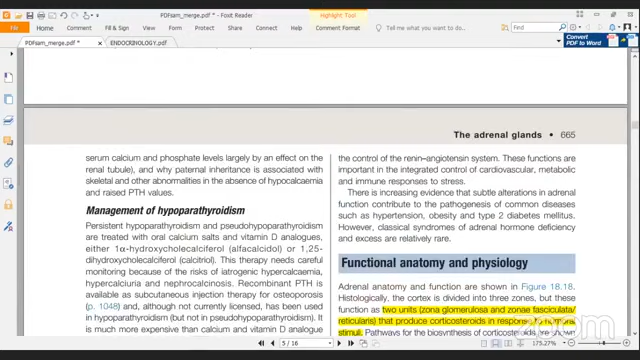 PDFsam_merge.pdf * - Foxit Reader
Highlight Tool
File
Home
Comment
Fill & Sign
View
Form
Protect
Share
Connect
Help
Extras
Comment Format
Tell me what you want to do...
Find
PDFsam_merge.pdf *
ENDOCRINOLOGY.pdf
Convert
PDF to Word
The adrenal glands • 665
serum calcium and phosphate levels largely by an effect on the
renal tubule), and why paternal inheritance is associated with
skeletal and other abnormalities in the absence of hypocalcaemia
and raised PTH values.
Management of hypoparathyroidism
Persistent hypoparathyroidism and pseudohypoparathyroidism
are treated with oral calcium salts and vitamin D analogues,
either 1α-hydroxycholecalciferol (alfacalcidol) or 1,25-
dihydroxycholecalciferol (calcitriol). This therapy needs careful
monitoring because of the risks of iatrogenic hypercalcaemia,
hypercalciuria and nephrocalcinosis. Recombinant PTH is
available as subcutaneous injection therapy for osteoporosis
(p. 1048) and, although not currently licensed, has been used
in hypoparathyroidism (but not in pseudohypoparathyroidism). It
is much more expensive than calcium and vitamin D analogue
the control of the renin–angiotensin system. These functions are
important in the integrated control of cardiovascular, metabolic
and immune responses to stress.
There is increasing evidence that subtle alterations in adrenal
function contribute to the pathogenesis of common diseases
such as hypertension, obesity and type 2 diabetes mellitus.
However, classical syndromes of adrenal hormone deficiency
and excess are relatively rare.
Functional anatomy and physiology
Adrenal anatomy and function are shown in Figure 18.18.
Histologically, the cortex is divided into three zones, but these
function as two units (zona glomerulosa and zonae fasciculata/
reticularis) that produce corticosteroids in response to
stimuli. Pathways for the biosynthesis of corticosteroids are shown
zoom
5 / 16
175.27%